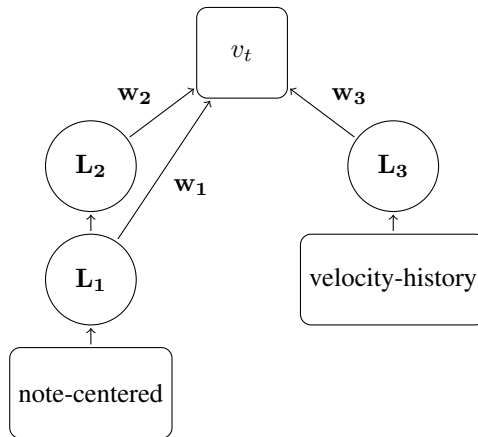 v_t
w_2
w_3
L_2
L_3
w_1
L_1
velocity-history
note-centered